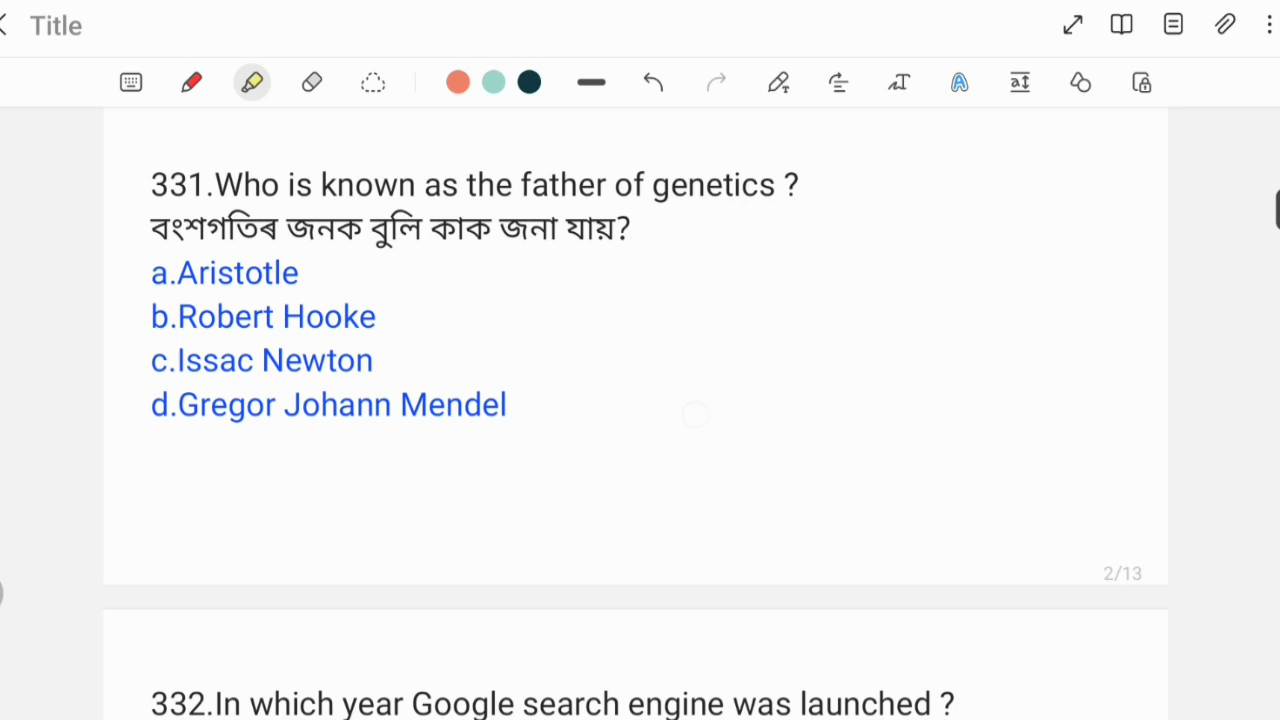 Title
331.Who is known as the father of genetics ?
বংশগতিৰ জনক বুলি কাক জনা যায়?
a.Aristotle
b.Robert Hooke
c.Issac Newton
d.Gregor Johann Mendel
2/13
332.In which year Google search engine was launched ?